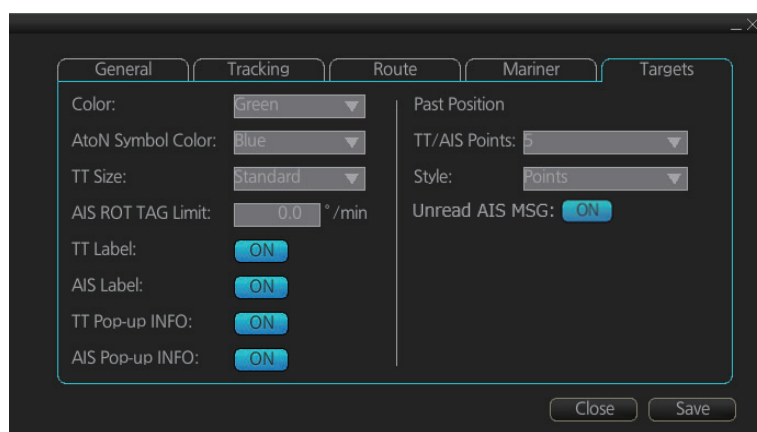 General Tracking Route Mariner Targets
Color: Green
AtoN Symbol Color: Blue
TT Size: Standard
AIS ROT TAG Limit: 0.0 °/min
TT Label: ON
AIS Label: ON
TT Pop-up INFO: ON
AIS Pop-up INFO: ON
Past Position
TT/AIS Points: 5
Style: Points
Unread AIS MSG: ON
Close Save